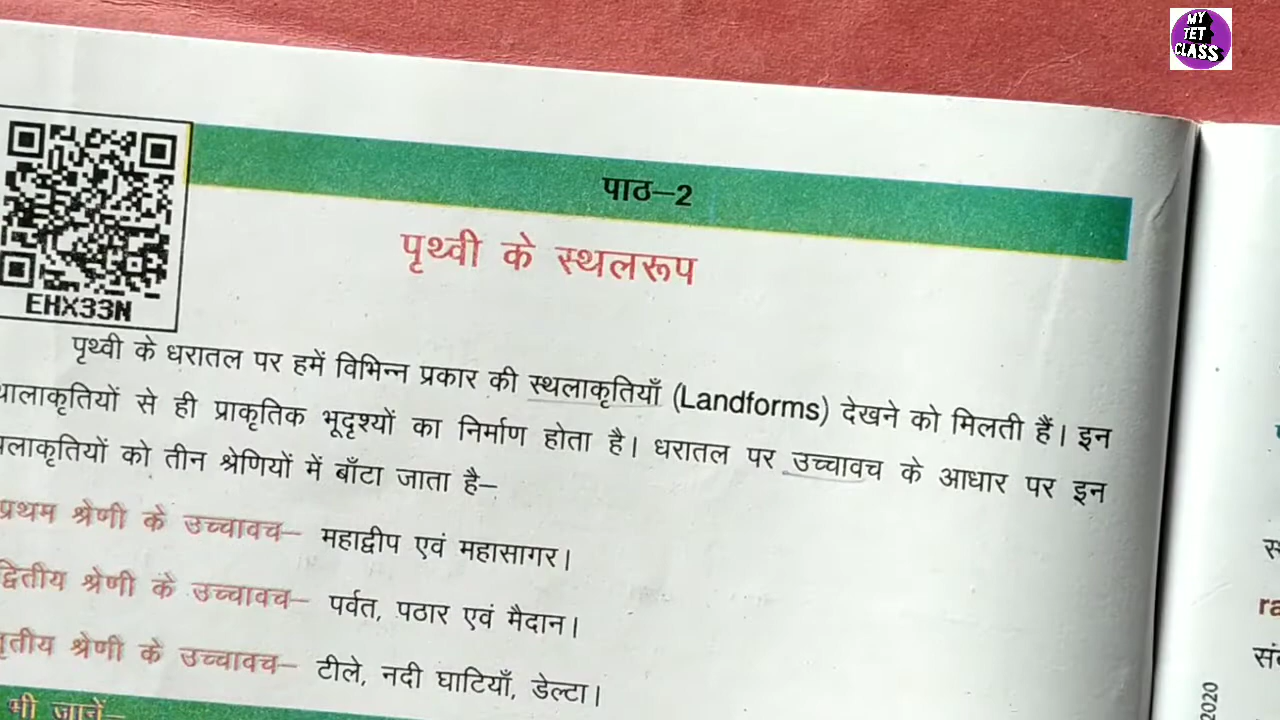 MY
TET
CLASS
पाठ–2
पृथ्वी के स्थलरूप
EHX33N
पृथ्वी के धरातल पर हमें विभिन्न प्रकार की स्थलाकृतियाँ (Landforms) देखने को मिलती हैं। इन
थालाकृतियों से ही प्राकृतिक भूदृश्यों का निर्माण होता है। धरातल पर उच्चावच के आधार पर इन
लाकृतियों को तीन श्रेणियों में बाँटा जाता है–
प्रथम श्रेणी के उच्चावच– महाद्वीप एवं महासागर।
द्वितीय श्रेणी के उच्चावच– पर्वत, पठार एवं मैदान।
तृतीय श्रेणी के उच्चावच– टीले, नदी घाटियाँ, डेल्टा।
भी जानें–
2020